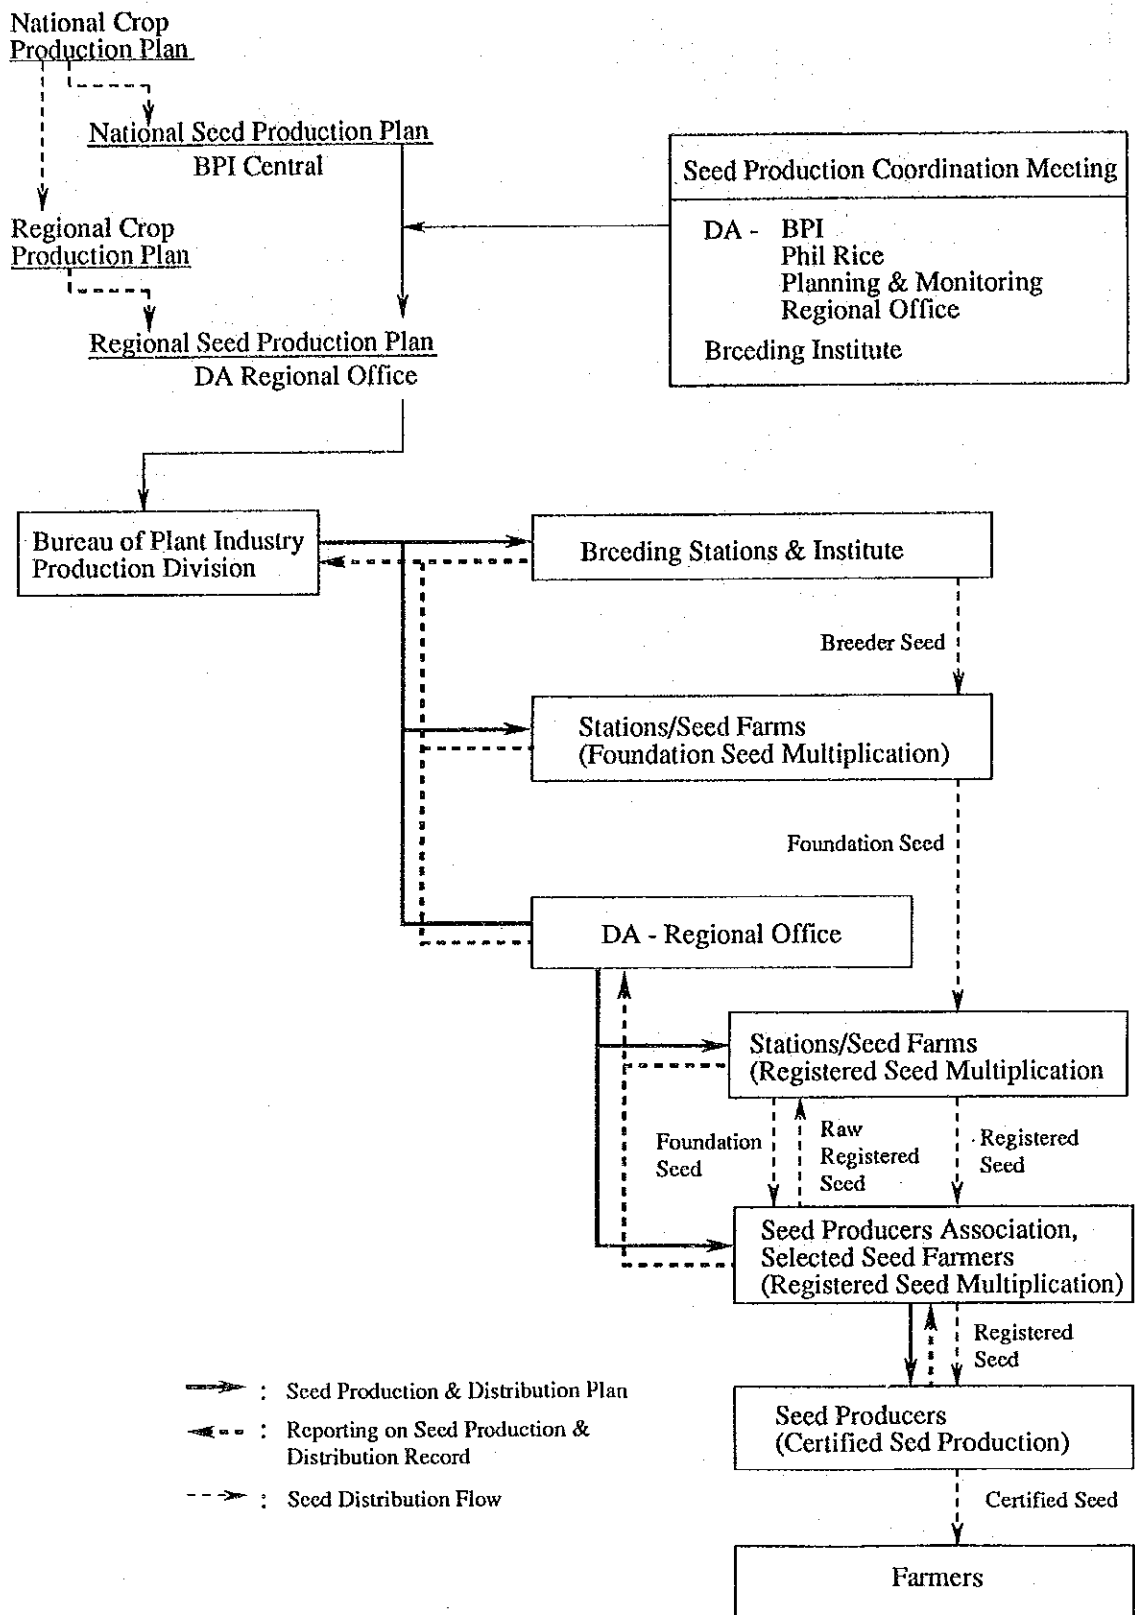 National Crop
Production Plan
National Seed Production Plan
BPI Central
Seed Production Coordination Meeting
DA - BPI
Phil Rice
Planning & Monitoring
Regional Office
Breeding Institute
Regional Crop
Production Plan
Regional Seed Production Plan
DA Regional Office
Bureau of Plant Industry
Production Division
Breeding Stations & Institute
Breeder Seed
Stations/Seed Farms
(Foundation Seed Multiplication)
Foundation Seed
DA - Regional Office
Stations/Seed Farms
(Registered Seed Multiplication
Foundation
Seed
Raw
Registered
Seed
Registered
Seed
Seed Producers Association,
Selected Seed Farmers
(Registered Seed Multiplication)
Registered
Seed
Seed Producers
(Certified Sed Production)
Certified Seed
Farmers
: Seed Production & Distribution Plan
: Reporting on Seed Production &
Distribution Record
: Seed Distribution Flow